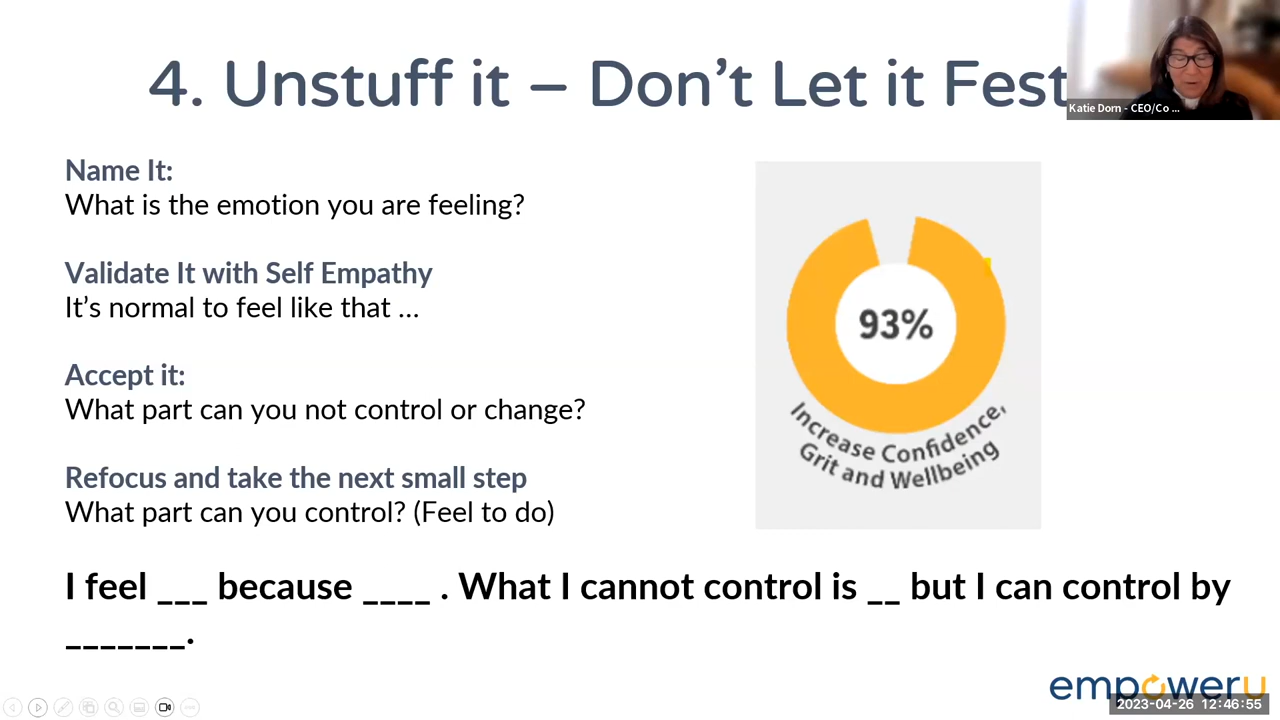 4. Unstuff it – Don’t Let it Fest
Katie Dorn - CEO/Co ...
Name It:
What is the emotion you are feeling?
Validate It with Self Empathy
It’s normal to feel like that …
Accept it:
What part can you not control or change?
Refocus and take the next small step
What part can you control? (Feel to do)
93%
Increase Confidence,
Grit and Wellbeing
I feel ___ because ____ . What I cannot control is __ but I can control by
_______.
empoweru
2023-04-26 12:46:55